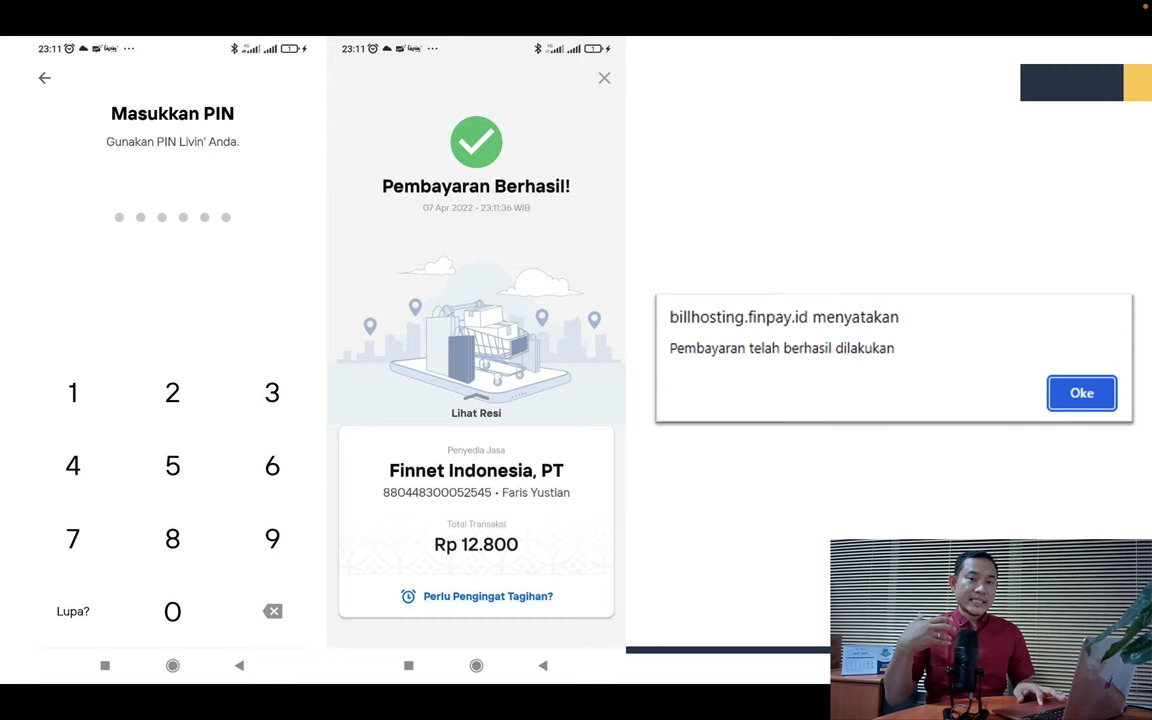 23:11
Masukkan PIN
Gunakan PIN Livin' Anda.
1 2 3
4 5 6
7 8 9
Lupa? 0
23:11
Pembayaran Berhasil!
07 Apr 2022 • 23:11:36 WIB
Lihat Resi
Penyedia Jasa
Finnet Indonesia, PT
880448300052545 • Faris Yustian
Total Transaksi
Rp 12.800
Perlu Pengingat Tagihan?
billhosting.finpay.id menyatakan
Pembayaran telah berhasil dilakukan
Oke